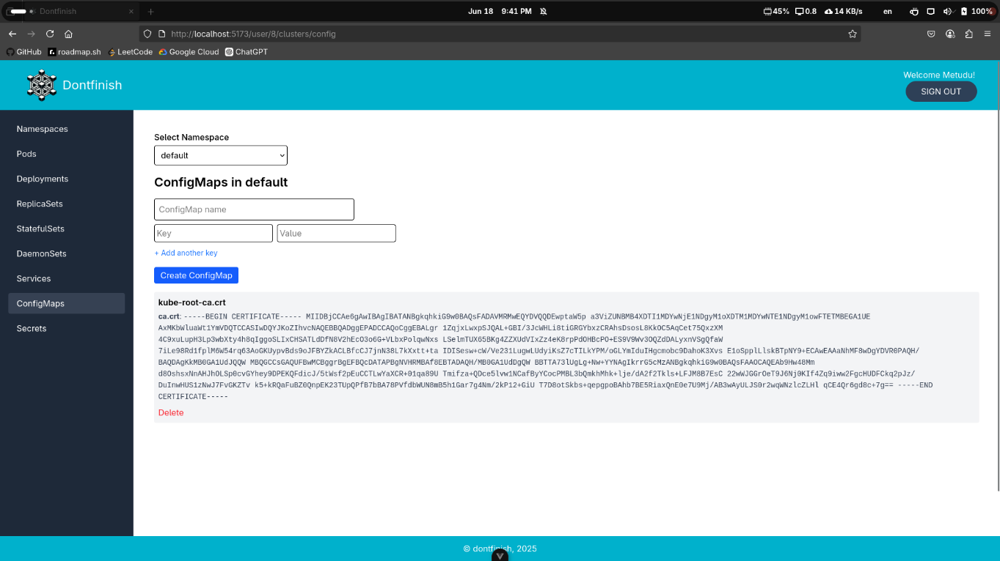 Dontfinish
Jun 18 9:41 PM
45% 0.8 14 KB/s en 100%
http://localhost:5173/user/8/clusters/config
GitHub roadmap.sh LeetCode Google Cloud ChatGPT
Dontfinish
Welcome Metudu!
SIGN OUT
Namespaces
Pods
Deployments
ReplicaSets
StatefulSets
DaemonSets
Services
ConfigMaps
Secrets
Select Namespace
default
ConfigMaps in default
ConfigMap name
Key Value
+ Add another key
Create ConfigMap
kube-root-ca.crt
ca.crt: -----BEGIN CERTIFICATE----- MIIDBjCCAe6gAwIBAgIBATANBgkqhkiG9w0BAQsFADAVMRMwEQYDVQQDEwptaW5p a3ViZUNBMB4XDTI1MDYwNjE1NDgyM1oXDTM1MDYwNTE1NDgyM1owFTETMBEGA1UE
AxMKbWluaWt1YmVDQTCCASIwDQYJKoZIhvcNAQEBBQADggEPADCCAQoCggEBALgr 1ZqjxLwxpSJQAL+GBI/3JcWHLi8tiGRGYbxzCRAhsDsosL8KkOC5AqCet75QxzXM
4C9xuLupH3Lp3wbXty4h8qIggoSLIxCHSATLdDfN8V2hEcO3o6G+VLbxPolqwNxs LSelmTUX65BKg4ZZXUdVIxZz4eK8rpPdOHBcPO+ES9V9Wv3OQZdDALyxnVSgQfaW
7iLe98Rd1fplM6W54rq63AoGKUypvBds9oJFBYZkACLBfcCJ7jnN38L7kXxtt+ta IDISesw+cW/Ve231LugwLUdyiKsZ7cTILkYPM/oGLYmIduIHgcmobc9DahoK3Xvs E1oSpplLlskBTpNY9+ECAwEAAaNhMF8wDgYDVR0PAQH/
BAQDAgKkMB0GA1UdJQQW MBQGCCsGAQUFBwMCBggrBgEFBQcDATAPBgNVHRMBAf8EBTADAQH/MB0GA1UdDgQW BBTTA73lUgLg+Nw+YYNAgIkrrG5cMzANBgkqhkiG9w0BAQsFAAOCAQEAb9Hw48Mm
d8OshsxNnAHJhOLSp0cvGYhey9DPEKQFdicJ/5tWsf2pEuCCTLwYaXCR+01qa89U Tmifza+QDce5lvw1NCafByYCocPMBL3bQmkhMhk+lje/dA2f2Tkls+LFJM8B7EsC 22wWJGGrOeT9J6Nj0KIf4Zq9iww2FgcHUDFCkq2pJz/
DuInwHUS1zNwJ7FvGKZTv k5+kRQaFuBZ0QnpEK23TUpQPfB7bBA78PVfdbWUN8mB5h1Gar7g4Nm/2kP12+GiU T7D8otSkbs+qepgpoBAhb7BE5RiaxQnE0e7U9Mj/AB3wAyULJS0r2wqWNzlcZLHl qCE4Qr6gd8c+7g== -----END
CERTIFICATE-----
Delete
© dontfinish, 2025